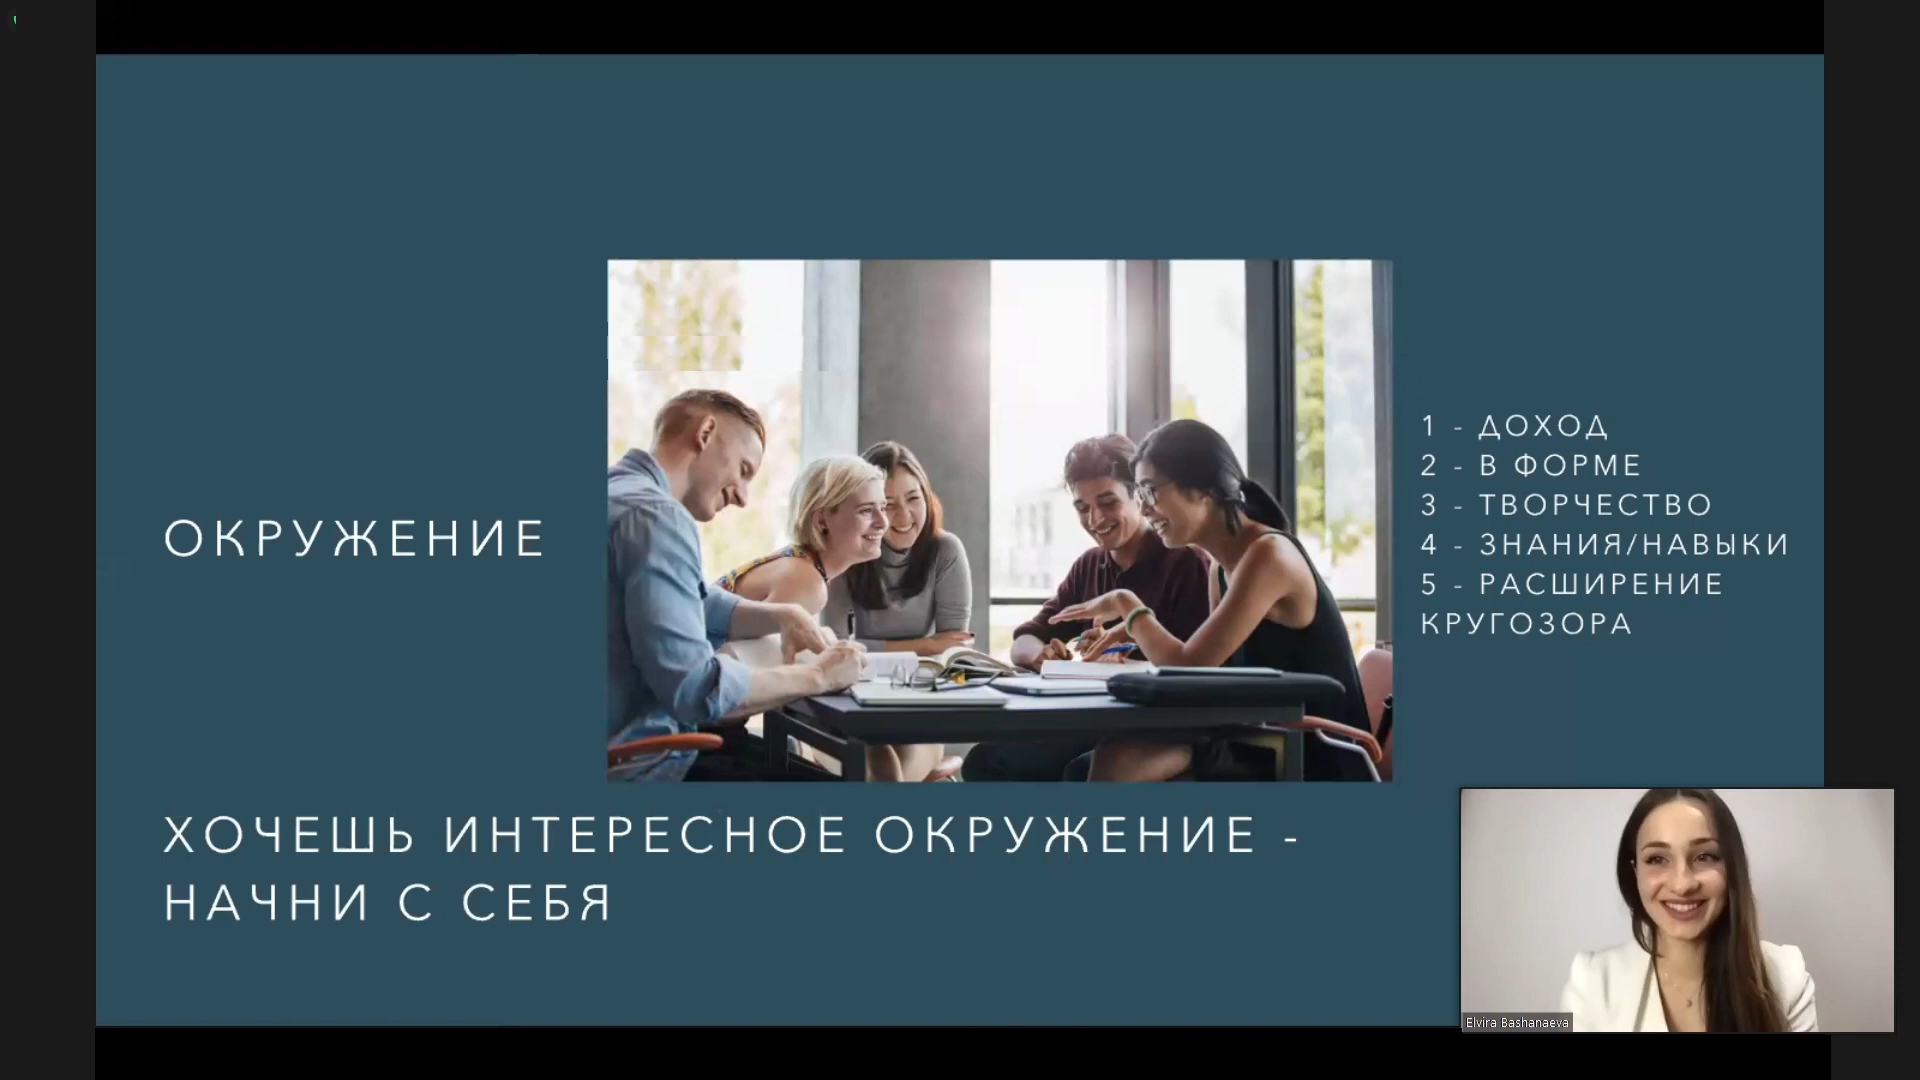 ОКРУЖЕНИЕ
1 - ДОХОД
2 - В ФОРМЕ
3 - ТВОРЧЕСТВО
4 - ЗНАНИЯ/НАВЫКИ
5 - РАСШИРЕНИЕ
КРУГОЗОРА
ХОЧЕШЬ ИНТЕРЕСНОЕ ОКРУЖЕНИЕ -
НАЧНИ С СЕБЯ
Elvira Bashanaeva